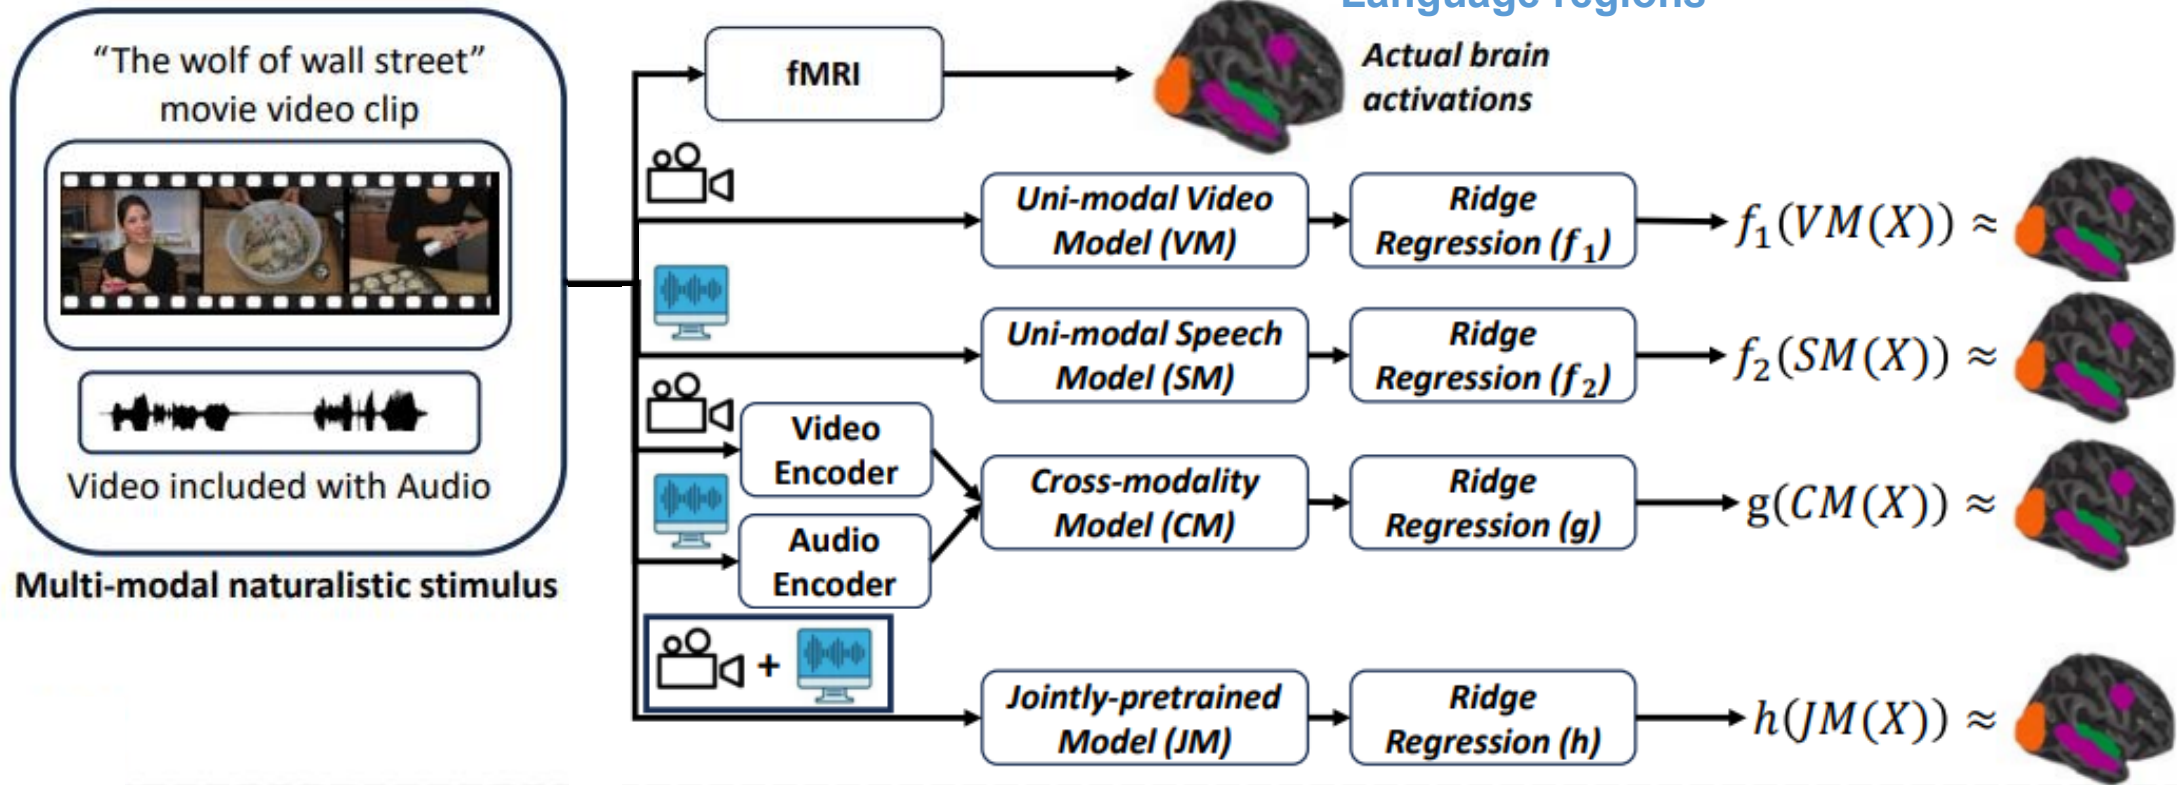 Language regions
“The wolf of wall street”
movie video clip
Video included with Audio
Multi-modal naturalistic stimulus
fMRI
Actual brain
activations
Uni-modal Video
Model (VM)
Ridge
Regression (f₁)
f₁(VM(X)) ≈
Uni-modal Speech
Model (SM)
Ridge
Regression (f₂)
f₂(SM(X)) ≈
Video
Encoder
Audio
Encoder
Cross-modality
Model (CM)
Ridge
Regression (g)
g(CM(X)) ≈
+
Jointly-pretrained
Model (JM)
Ridge
Regression (h)
h(JM(X)) ≈